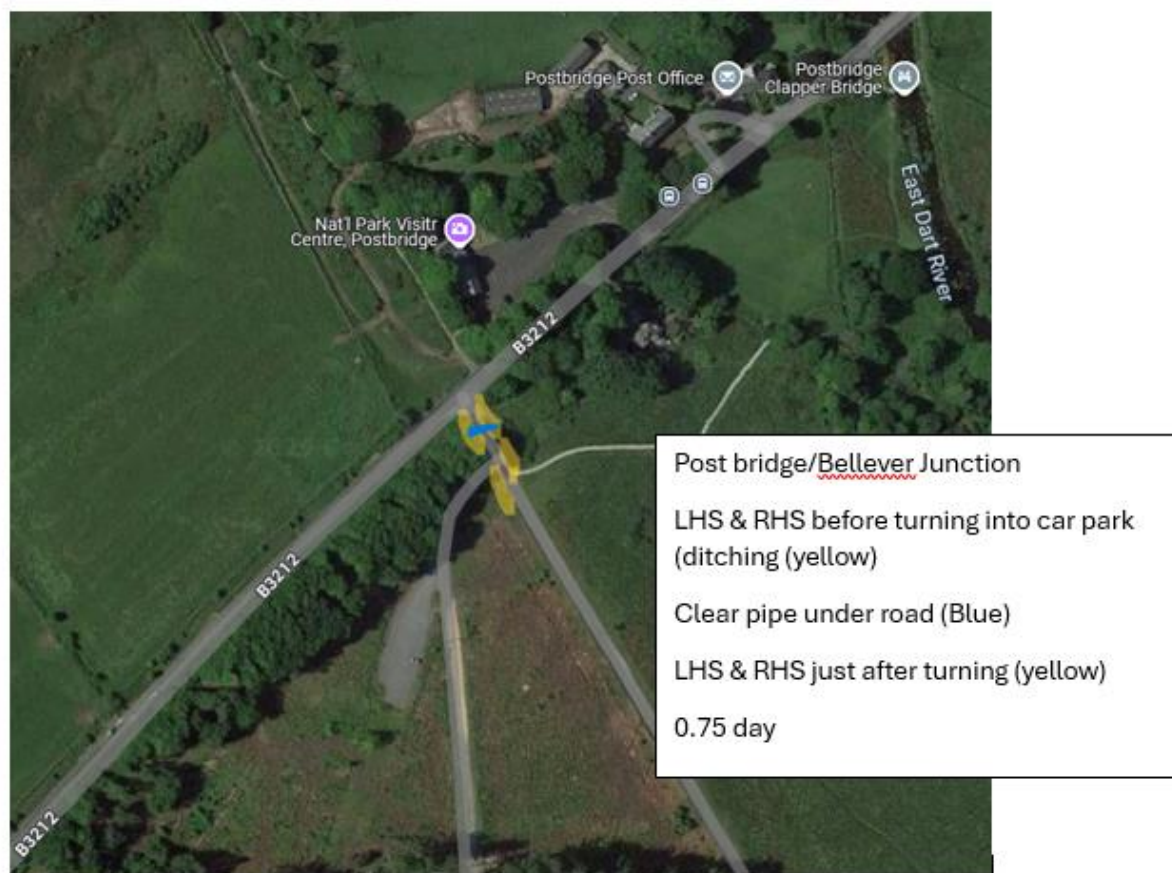 Postbridge Post Office
Postbridge
Clapper Bridge
East Dart River
Nat'l Park Visitr
Centre, Postbridge
B3212
B3212
B3212
Post bridge/Bellever Junction
LHS & RHS before turning into car park
(ditching (yellow)
Clear pipe under road (Blue)
LHS & RHS just after turning (yellow)
0.75 day